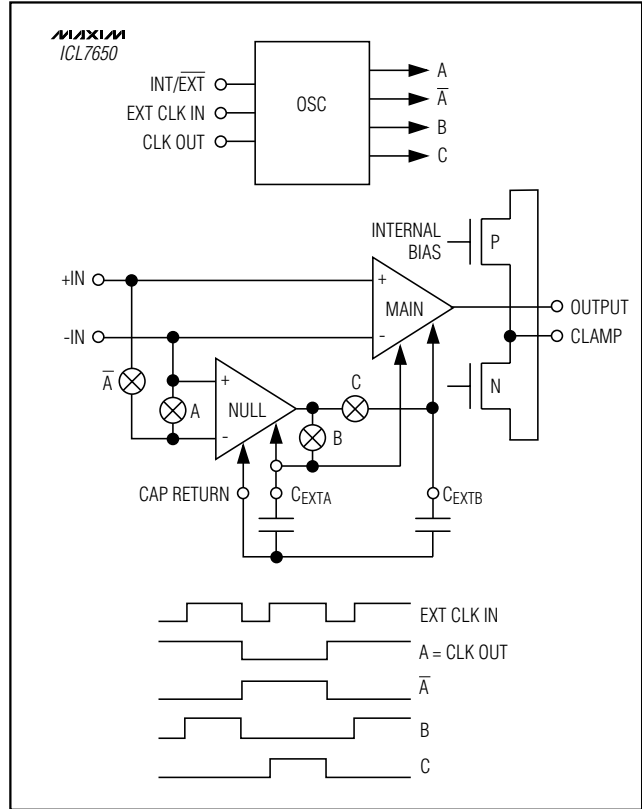 MAXIM
ICL7650
INT/E̅X̅T̅
EXT CLK IN
CLK OUT
OSC
A
A̅
B
C
INTERNAL
BIAS
P
+IN
-IN
+
-
MAIN
OUTPUT
CLAMP
N
A̅
A
+
-
NULL
C
B
CAP RETURN
CEXTA
CEXTB
EXT CLK IN
A = CLK OUT
A̅
B
C